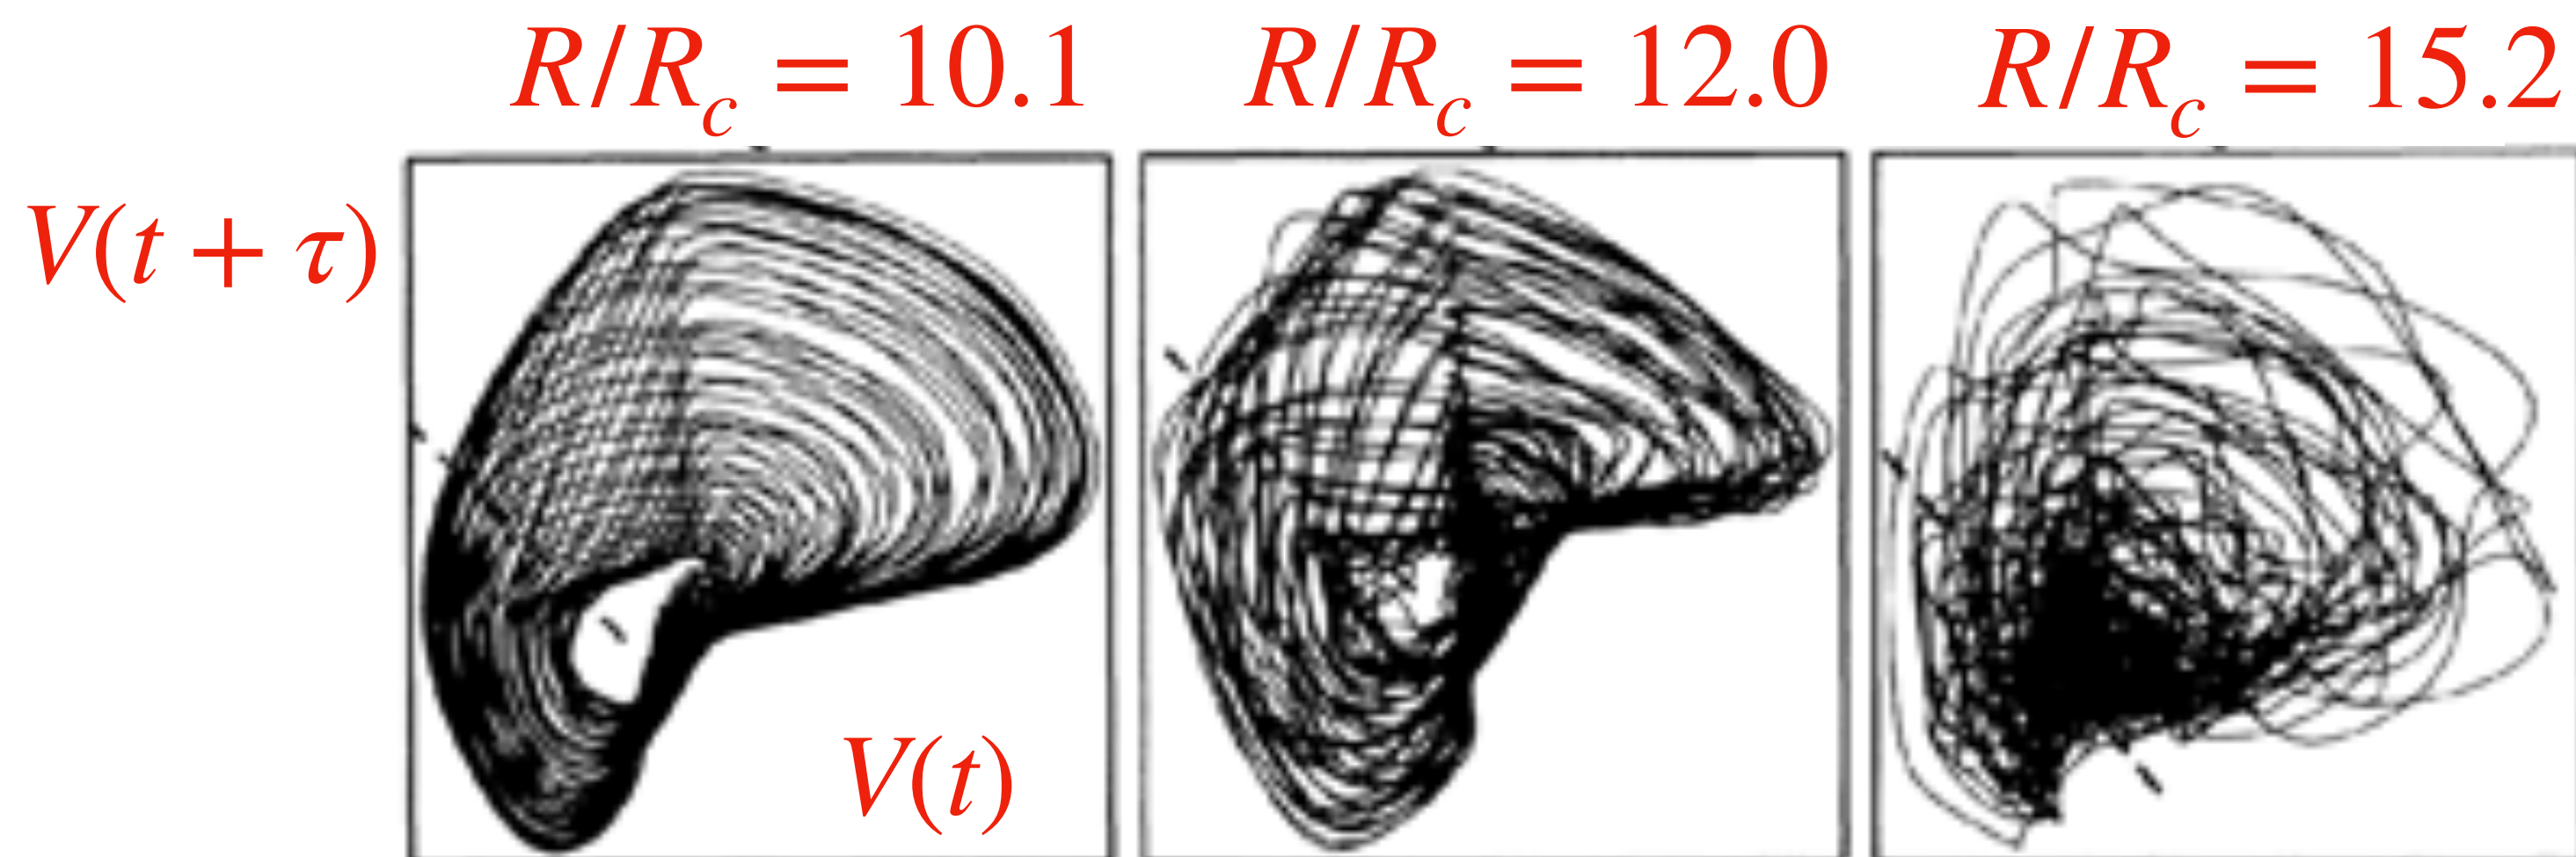 R/R_c = 10.1
R/R_c = 12.0
R/R_c = 15.2
V(t + τ)
V(t)